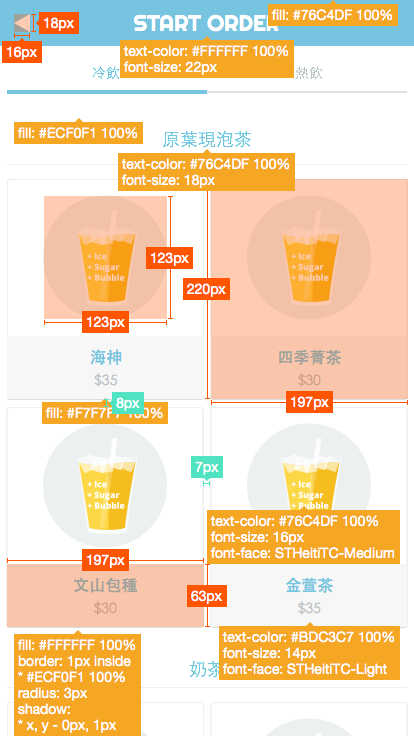 18px
START ORDER
fill: #76C4DF 100%
16px
text-color: #FFFFFF 100%
font-size: 22px
冷飲
熱飲
fill: #ECF0F1 100%
原葉現泡茶
text-color: #76C4DF 100%
font-size: 18px
+ Ice
+ Sugar
+ Bubble
123px
220px
+ Ice
+ Sugar
+ Bubble
123px
海神
$35
四季菁茶
$30
8px
fill: #F7F7F7 100%
197px
7px
+ Ice
+ Sugar
+ Bubble
+ Ice
+ Sugar
+ Bubble
text-color: #76C4DF 100%
font-size: 16px
font-face: STHeitiTC-Medium
197px
文山包種
$30
63px
金萱茶
$35
fill: #FFFFFF 100%
border: 1px inside
* #ECF0F1 100%
radius: 3px
shadow:
* x, y - 0px, 1px
text-color: #BDC3C7 100%
font-size: 14px
font-face: STHeitiTC-Light
奶茶